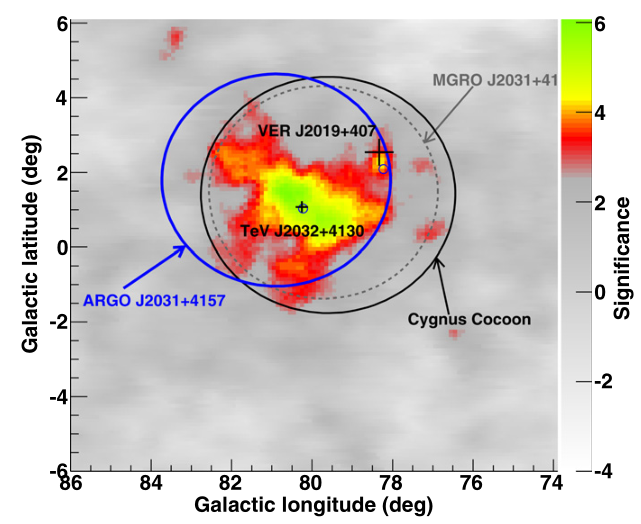 6
4
2
0
-2
-4
-6
86
84
82
80
78
76
74
Galactic longitude (deg)
Galactic latitude (deg)
MGRO J2031+41
VER J2019+407
TeV J2032+4130
ARGO J2031+4157
Cygnus Cocoon
6
4
2
0
-2
-4
Significance